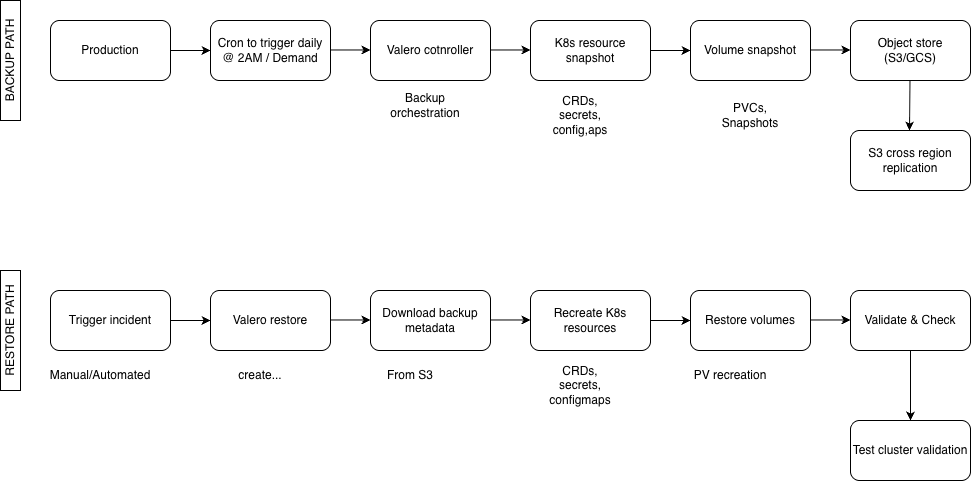 BACKUP PATH
Production
Cron to trigger daily
@ 2AM / Demand
Valero cotnroller
K8s resource
snapshot
Volume snapshot
Object store
(S3/GCS)
Backup
orchestration
CRDs,
secrets,
config,aps
PVCs,
Snapshots
S3 cross region
replication
RESTORE PATH
Trigger incident
Valero restore
Download backup
metadata
Recreate K8s
resources
Restore volumes
Validate & Check
Manual/Automated
create...
From S3
CRDs,
secrets,
configmaps
PV recreation
Test cluster validation